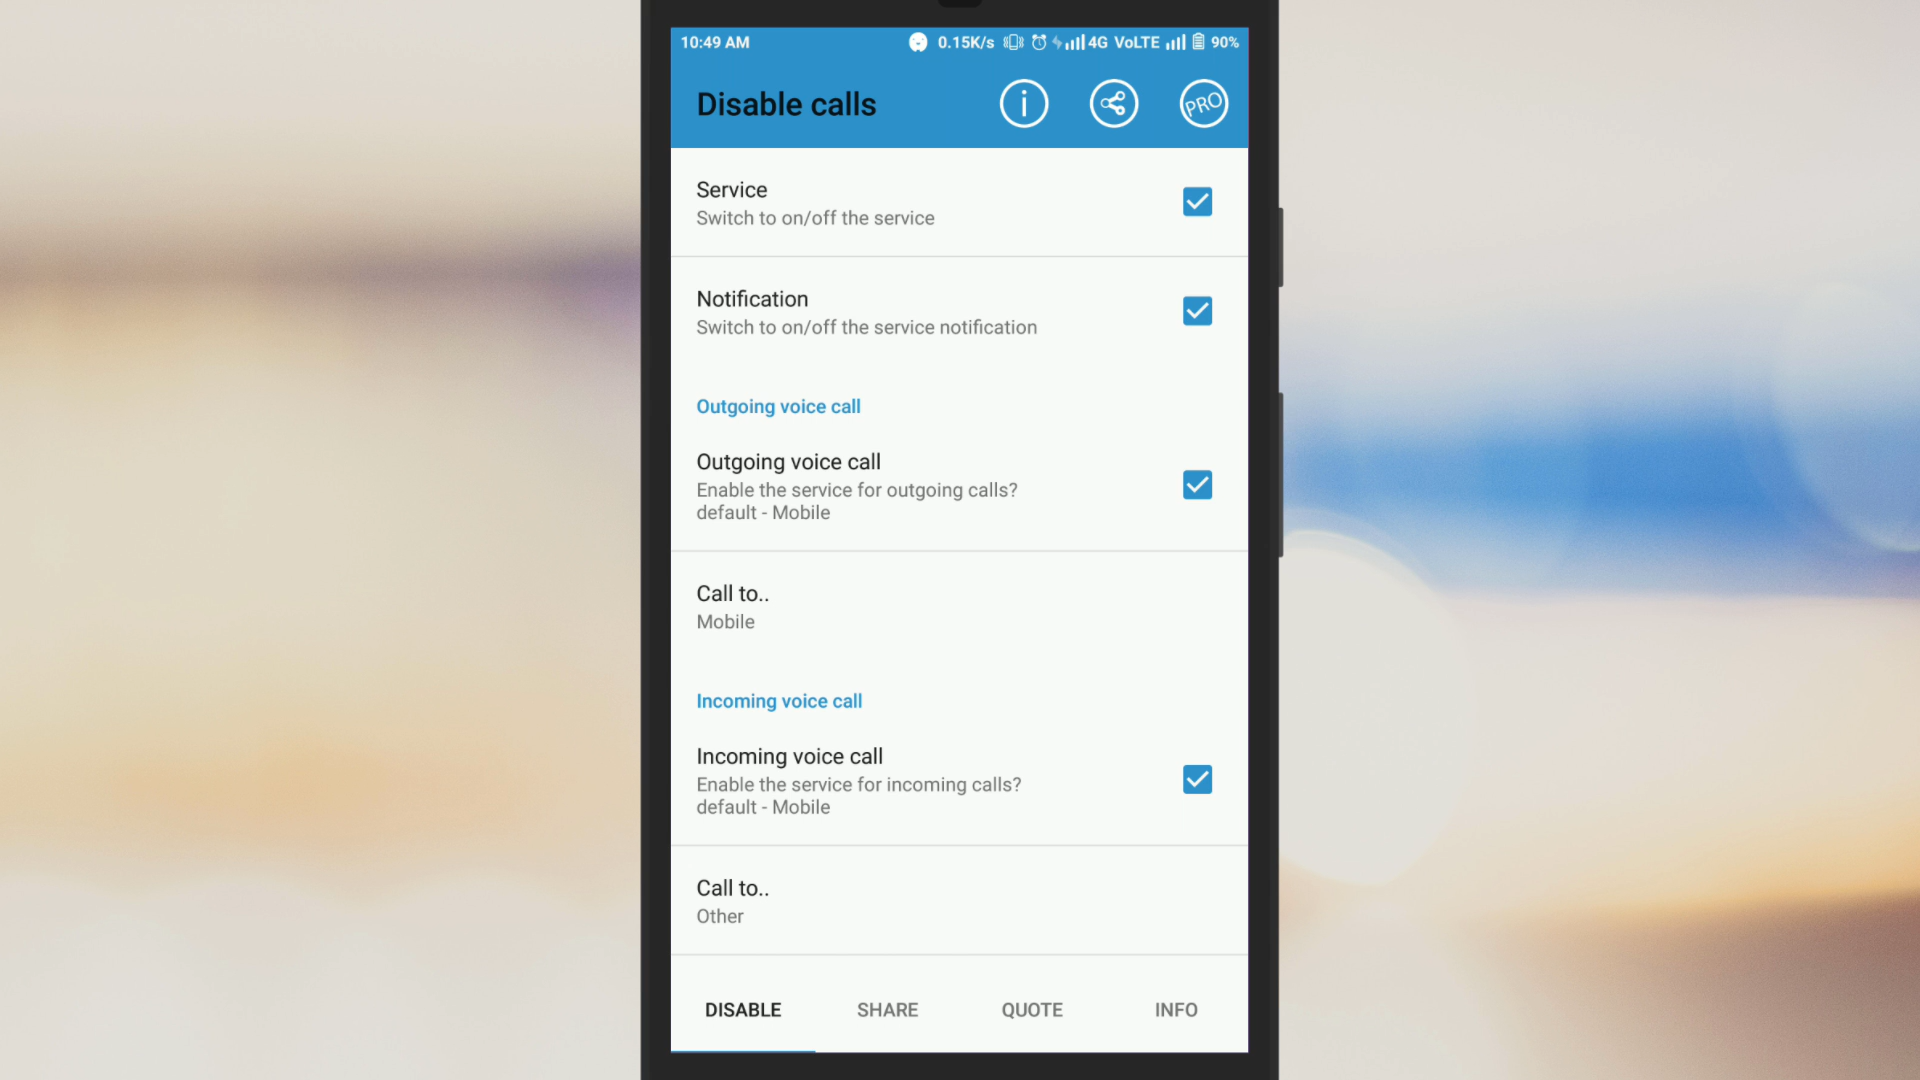 10:49 AM 0.15K/s 4G VoLTE 90%
Disable calls PRO
Service
Switch to on/off the service
Notification
Switch to on/off the service notification
Outgoing voice call
Outgoing voice call
Enable the service for outgoing calls?
default - Mobile
Call to..
Mobile
Incoming voice call
Incoming voice call
Enable the service for incoming calls?
default - Mobile
Call to..
Other
DISABLE SHARE QUOTE INFO